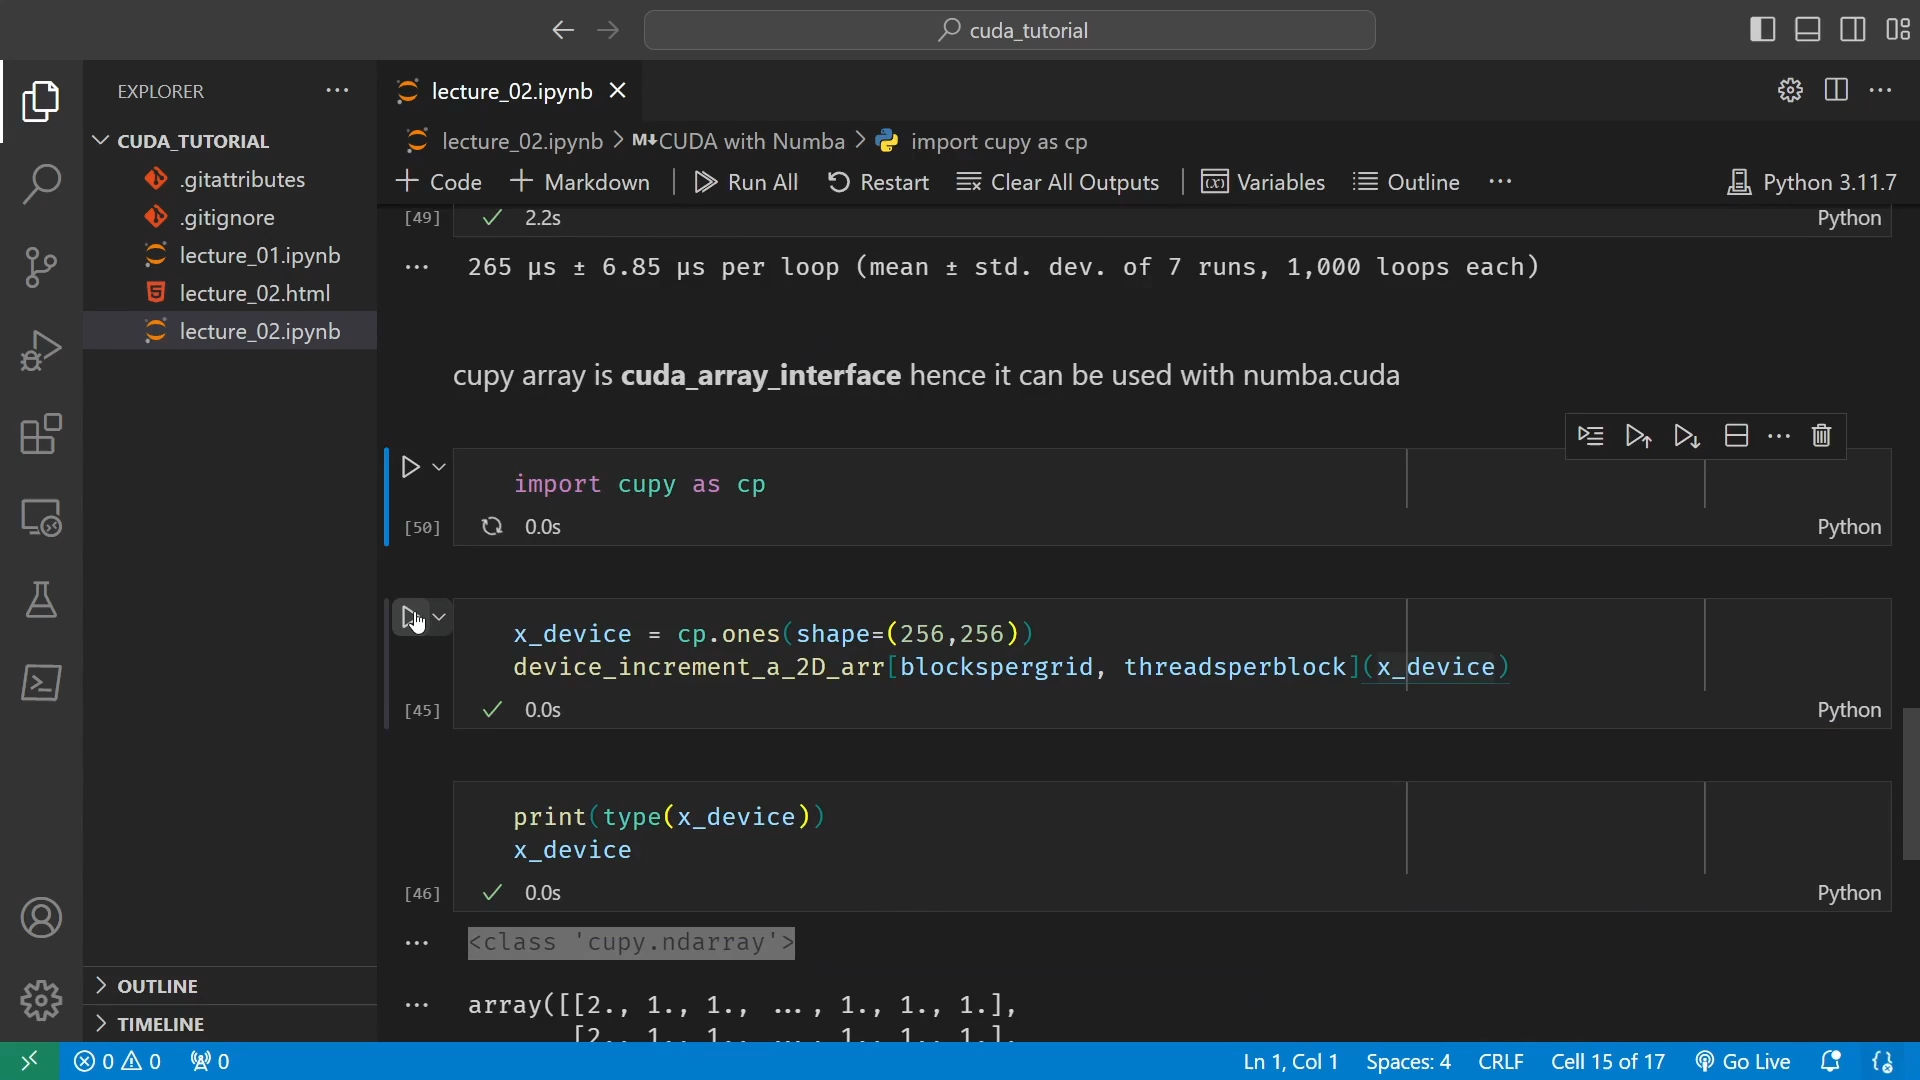 cuda_tutorial
EXPLORER
lecture_02.ipynb
CUDA_TUTORIAL
.gitattributes
.gitignore
lecture_01.ipynb
lecture_02.html
lecture_02.ipynb
OUTLINE
TIMELINE
lecture_02.ipynb > M↓CUDA with Numba > import cupy as cp
+ Code + Markdown | Run All Restart Clear All Outputs | Variables Outline ··· Python 3.11.7
[49] ✓ 2.2s Python
··· 265 µs ± 6.85 µs per loop (mean ± std. dev. of 7 runs, 1,000 loops each)
cupy array is cuda_array_interface hence it can be used with numba.cuda
import cupy as cp
[50] 0.0s Python
x_device = cp.ones(shape=(256,256))
device_increment_a_2D_arr[blockspergrid, threadsperblock](x_device)
[45] ✓ 0.0s Python
print(type(x_device))
x_device
[46] ✓ 0.0s Python
··· <class 'cupy.ndarray'>
··· array([[2., 1., 1., ..., 1., 1., 1.],
[2., 1., 1., ..., 1., 1., 1.],
0 0 0 Ln 1, Col 1 Spaces: 4 CRLF Cell 15 of 17 Go Live